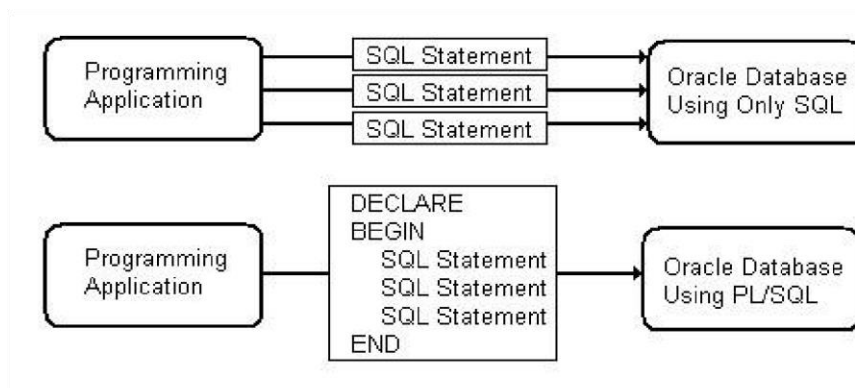 Programming
Application
SQL Statement
SQL Statement
SQL Statement
Oracle Database
Using Only SQL
Programming
Application
DECLARE
BEGIN
SQL Statement
SQL Statement
SQL Statement
END
Oracle Database
Using PL/SQL